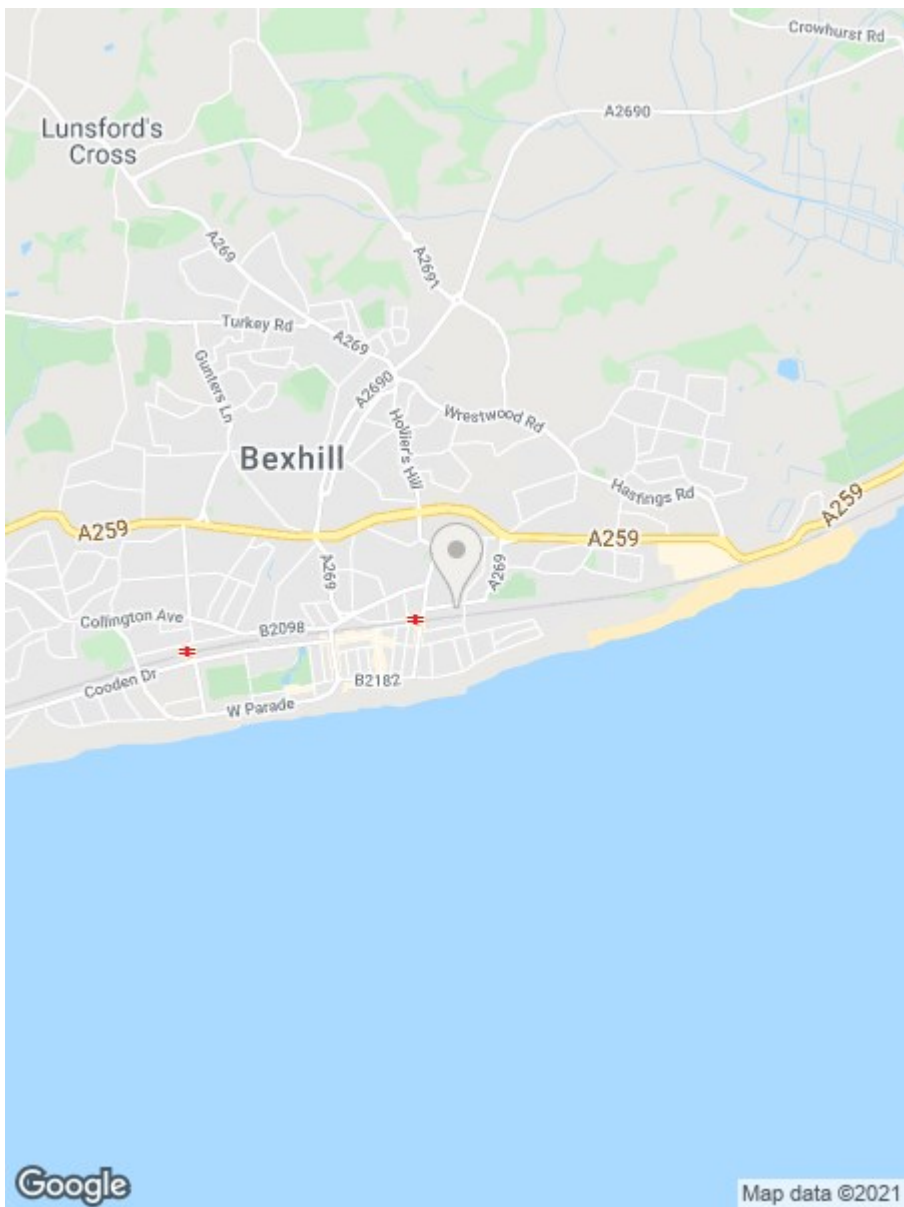 Crowhurst Rd
A2690
Lunsford's
Cross
A269
A2691
Turkey Rd
A269
Gunters Ln
A2690
Hollier's Hill
Wrestwood Rd
Bexhill
Hastings Rd
A259
A259
A259
A269
A269
Collington Ave
B2098
Cooden Dr
B2182
W Parade
Google
Map data ©2021